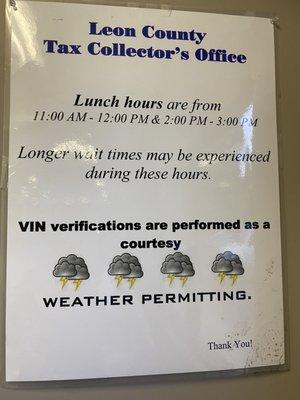 Leon County
Tax Collector's Office
Lunch hours are from
11:00 AM - 12:00 PM & 2:00 PM - 3:00 PM
Longer wait times may be experienced
during these hours.
VIN verifications are performed as a
courtesy
WEATHER PERMITTING.
Thank You!